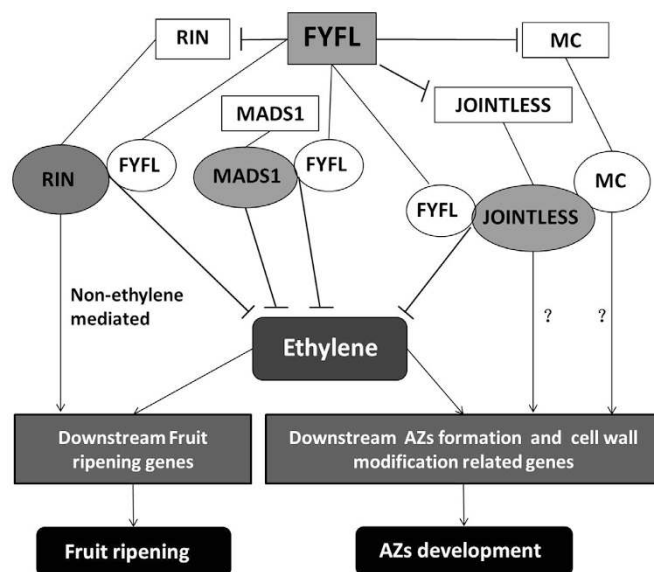 RIN
FYFL
MC
MADS1
JOINTLESS
RIN
FYFL
MADS1
FYFL
FYFL
JOINTLESS
MC
Non-ethylene
mediated
?
?
Ethylene
Downstream Fruit
ripening genes
Downstream AZs formation and cell wall
modification related genes
Fruit ripening
AZs development